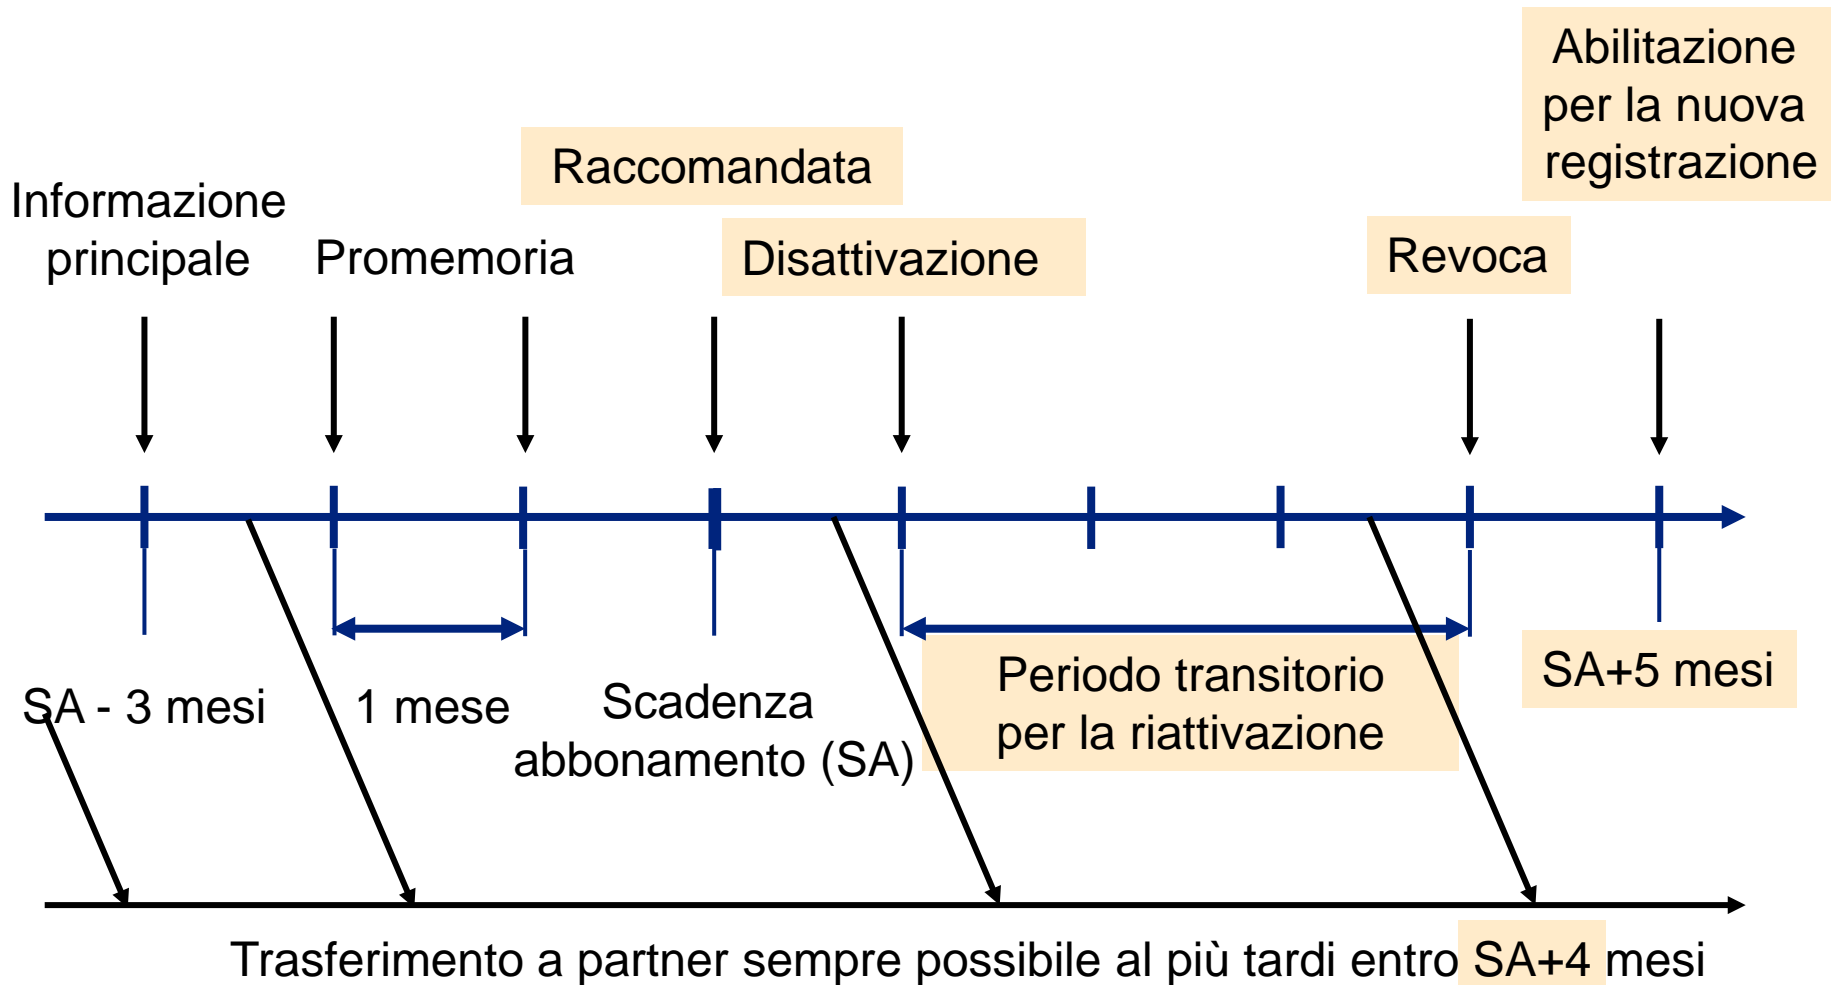 Abilitazione
per la nuova
registrazione
Raccomandata
Informazione
principale
Promemoria
Disattivazione
Revoca
SA - 3 mesi
1 mese
Scadenza
abbonamento (SA)
Periodo transitorio
per la riattivazione
SA+5 mesi
Trasferimento a partner sempre possibile al più tardi entro SA+4 mesi